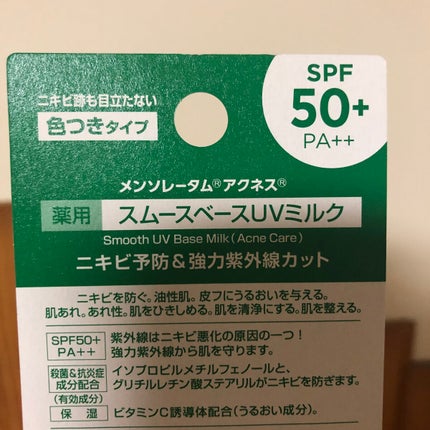 ニキビ跡も目立たない
色つきタイプ
SPF
50+
PA++
メンソレータム®アクネス®
薬用 スムースベースUVミルク
Smooth UV Base Milk (Acne Care)
ニキビ予防&強力紫外線カット
ニキビを防ぐ。油性肌。皮フにうるおいを与える。
肌あれ。あれ性。肌をひきしめる。肌を清浄にする。肌を整える。
SPF50+
PA++
紫外線はニキビ悪化の原因の一つ!
強力紫外線から肌を守ります。
殺菌&抗炎症
成分配合
(有効成分)
イソプロピルメチルフェノールと、
グリチルレチン酸ステアリルがニキビを防ぎます。
保湿 ビタミンC誘導体配合(うるおい成分)。